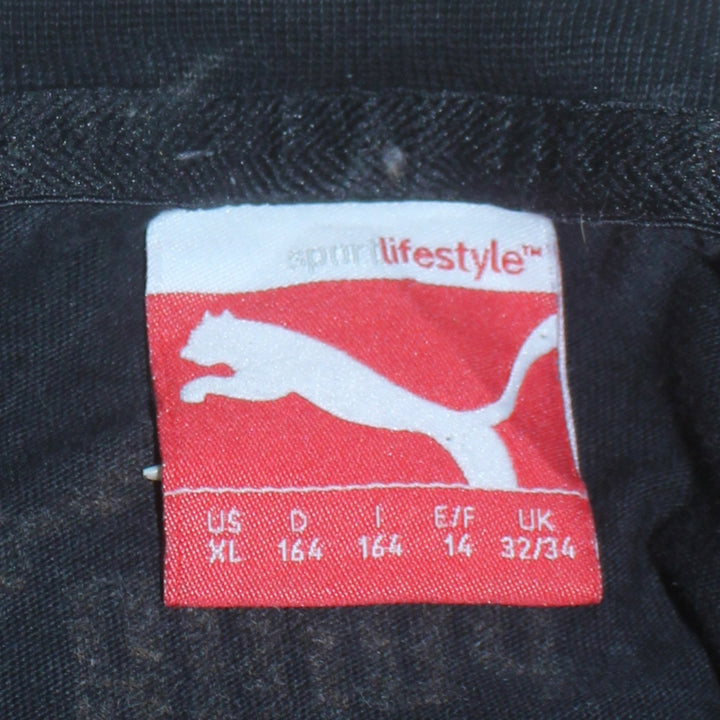 sportlifestyle™
US D I E/F UK
XL 164 164 14 32/34